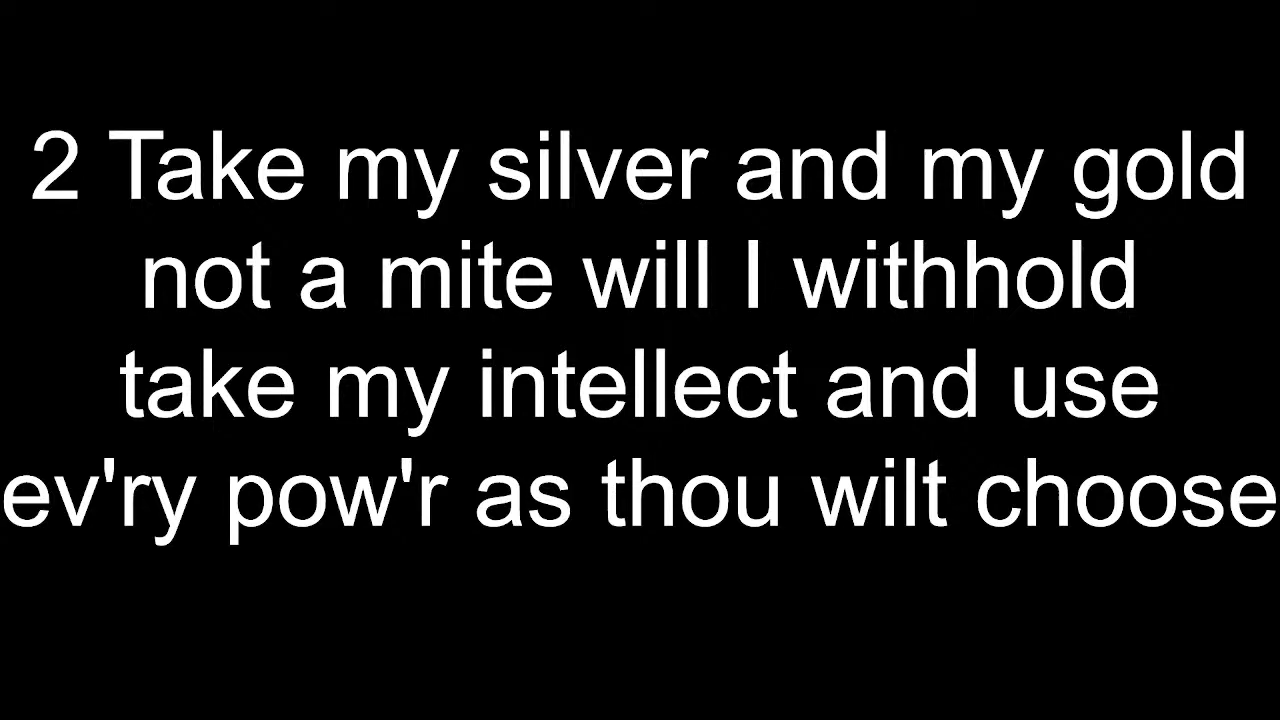 2 Take my silver and my gold
not a mite will I withhold
take my intellect and use
ev'ry pow'r as thou wilt choose